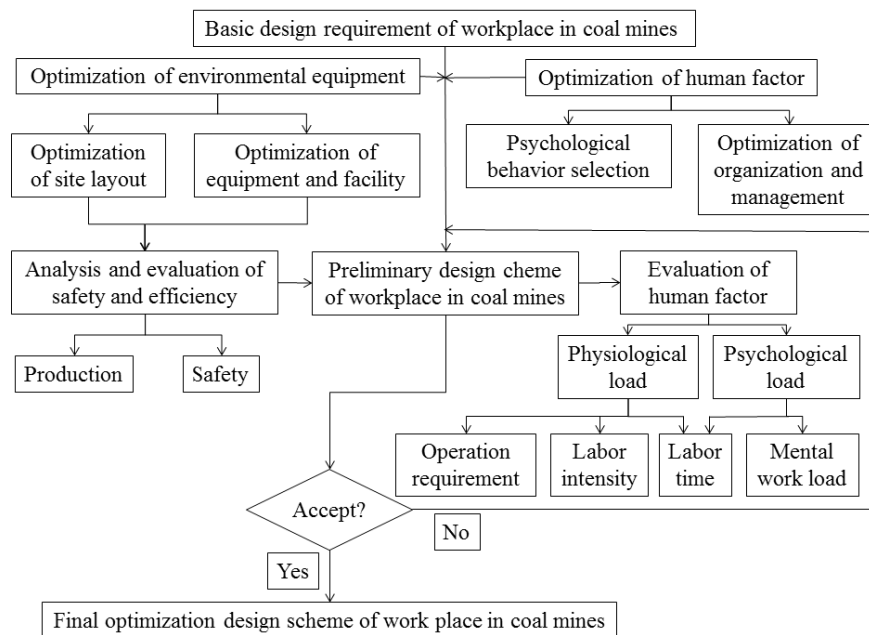 Basic design requirement of workplace in coal mines
Optimization of environmental equipment
Optimization of human factor
Optimization
of site layout
Optimization of
equipment and facility
Psychological
behavior selection
Optimization of
organization and
management
Analysis and evaluation of
safety and efficiency
Preliminary design cheme
of workplace in coal mines
Evaluation of
human factor
Production
Safety
Physiological
load
Psychological
load
Operation
requirement
Labor
intensity
Labor
time
Mental
work load
Accept?
No
Yes
Final optimization design scheme of work place in coal mines